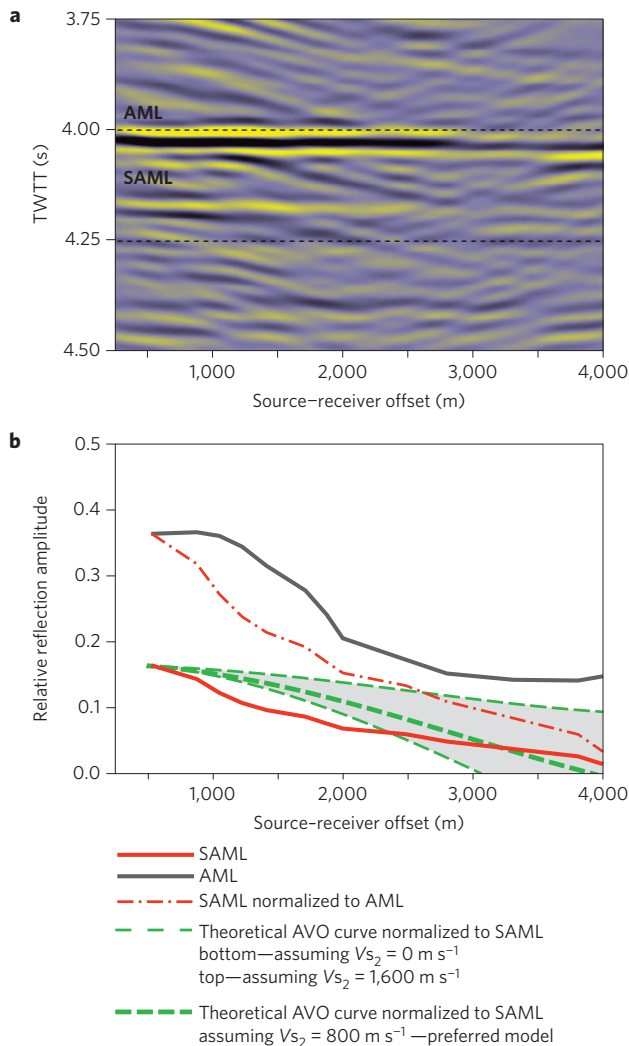 a
3.75
AML
4.00
SAML
4.25
4.50
TWTT (s)
1,000 2,000 3,000 4,000
Source–receiver offset (m)
b
0.5
0.4
0.3
0.2
0.1
0.0
Relative reflection amplitude
1,000 2,000 3,000 4,000
Source–receiver offset (m)
SAML
AML
SAML normalized to AML
Theoretical AVO curve normalized to SAML
bottom—assuming Vs₂ = 0 m s⁻¹
top—assuming Vs₂ = 1,600 m s⁻¹
Theoretical AVO curve normalized to SAML
assuming Vs₂ = 800 m s⁻¹ —preferred model